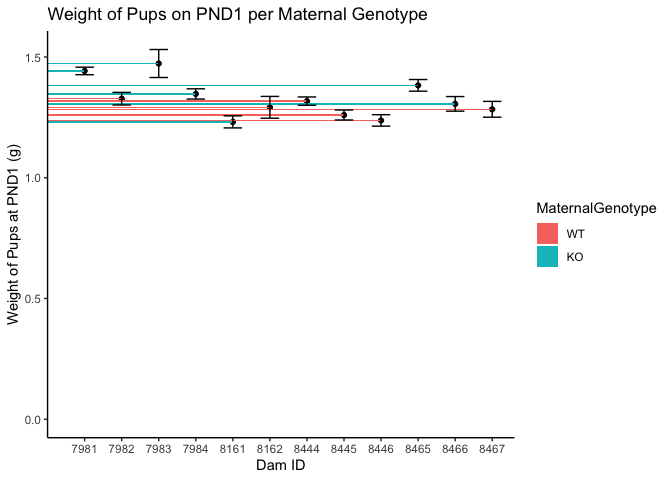 Weight of Pups on PND1 per Maternal Genotype
Weight of Pups at PND1 (g)
1.5
1.0
0.5
0.0
7981 7982 7983 7984 8161 8162 8444 8445 8446 8465 8466 8467
Dam ID
MaternalGenotype
WT
KO